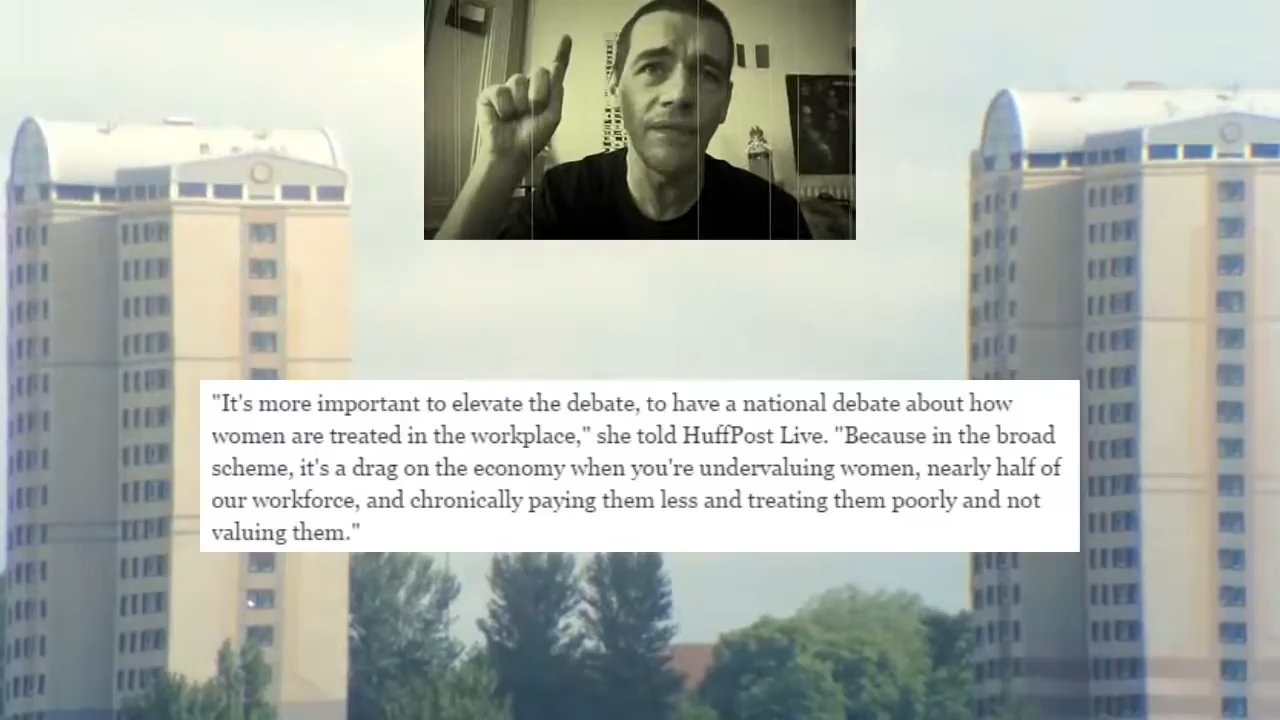 "It's more important to elevate the debate, to have a national debate about how
women are treated in the workplace," she told HuffPost Live. "Because in the broad
scheme, it's a drag on the economy when you're undervaluing women, nearly half of
our workforce, and chronically paying them less and treating them poorly and not
valuing them."